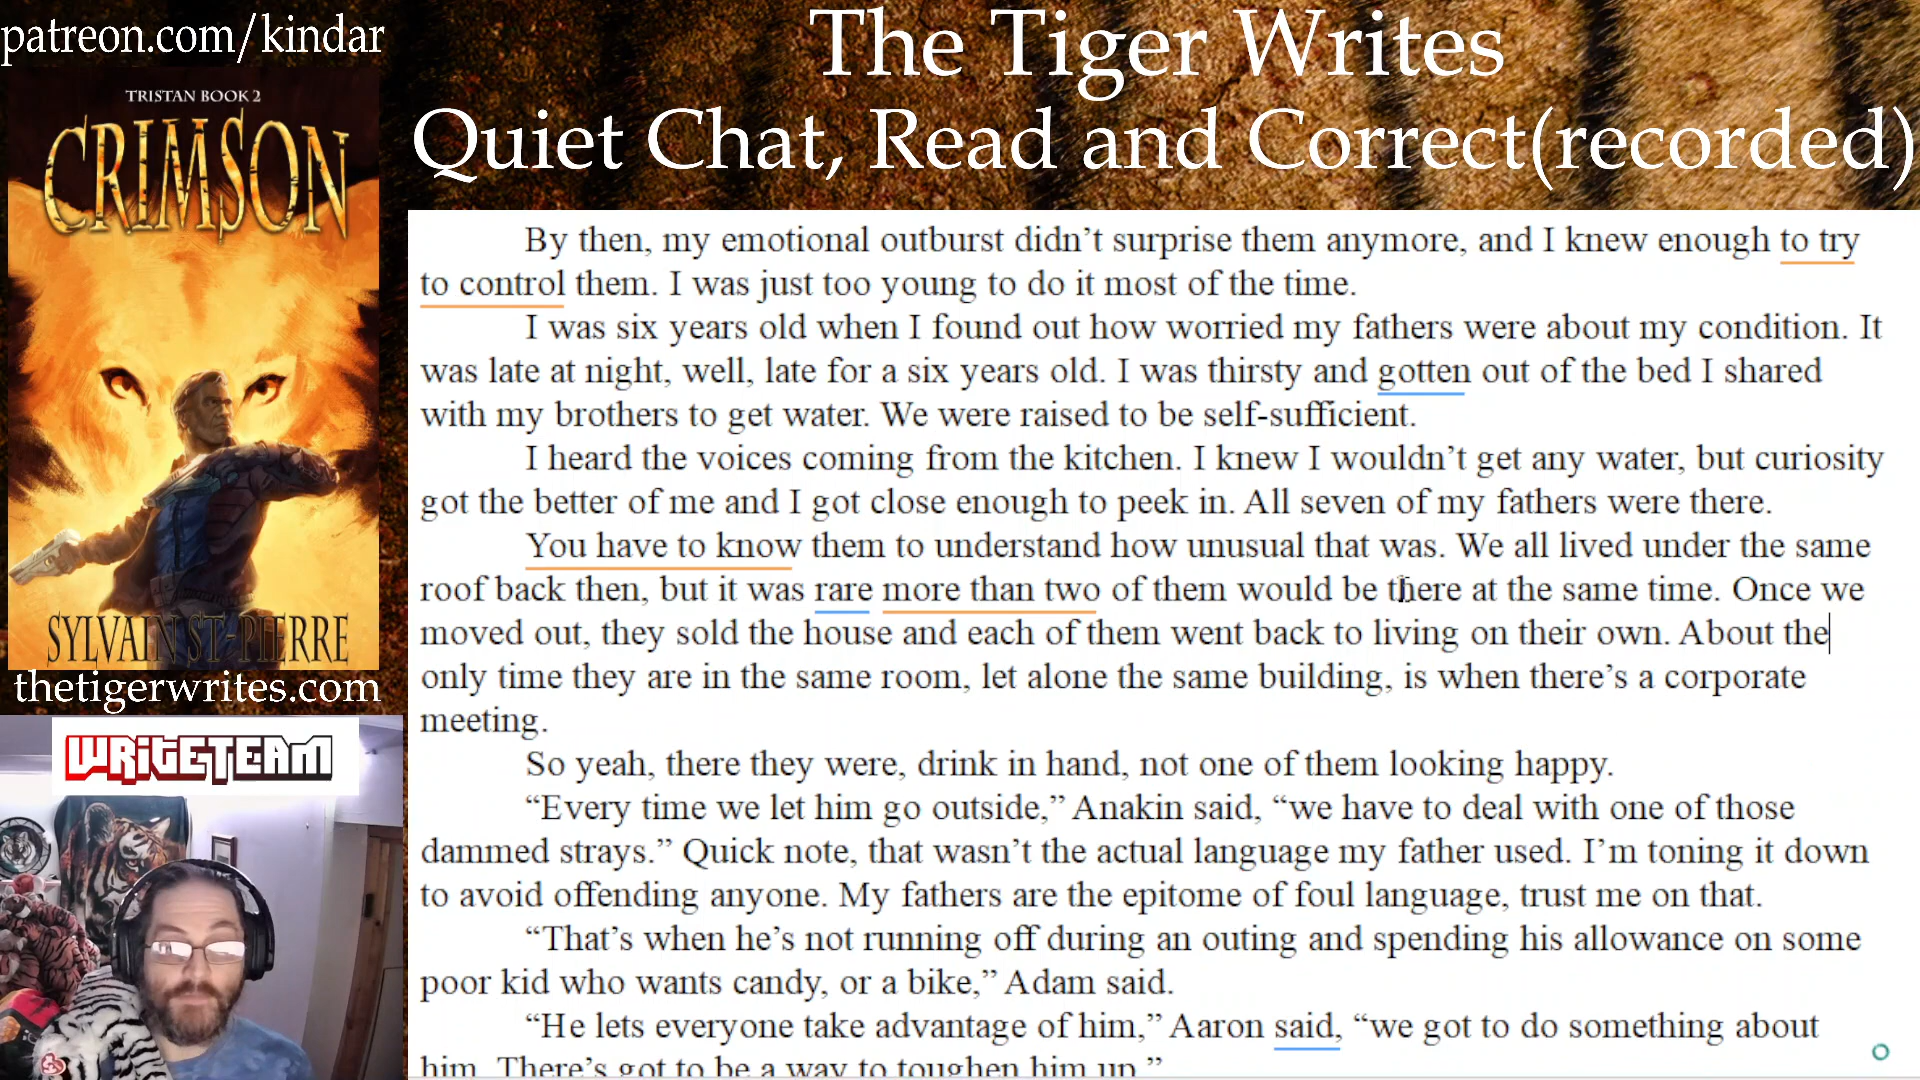 patreon.com/kindar
TRISTAN BOOK 2
CRIMSON
SYLVAIN ST-PIERRE
thetigerwrites.com
WRITETEAM
The Tiger Writes
Quiet Chat, Read and Correct(recorded)
By then, my emotional outburst didn’t surprise them anymore, and I knew enough to try
to control them. I was just too young to do it most of the time.
I was six years old when I found out how worried my fathers were about my condition. It
was late at night, well, late for a six years old. I was thirsty and gotten out of the bed I shared
with my brothers to get water. We were raised to be self-sufficient.
I heard the voices coming from the kitchen. I knew I wouldn’t get any water, but curiosity
got the better of me and I got close enough to peek in. All seven of my fathers were there.
You have to know them to understand how unusual that was. We all lived under the same
roof back then, but it was rare more than two of them would be there at the same time. Once we
moved out, they sold the house and each of them went back to living on their own. About the
only time they are in the same room, let alone the same building, is when there’s a corporate
meeting.
So yeah, there they were, drink in hand, not one of them looking happy.
“Every time we let him go outside,” Anakin said, “we have to deal with one of those
dammed strays.” Quick note, that wasn’t the actual language my father used. I’m toning it down
to avoid offending anyone. My fathers are the epitome of foul language, trust me on that.
“That’s when he’s not running off during an outing and spending his allowance on some
poor kid who wants candy, or a bike,” Adam said.
“He lets everyone take advantage of him,” Aaron said, “we got to do something about
him. There’s got to be a way to toughen him up.”